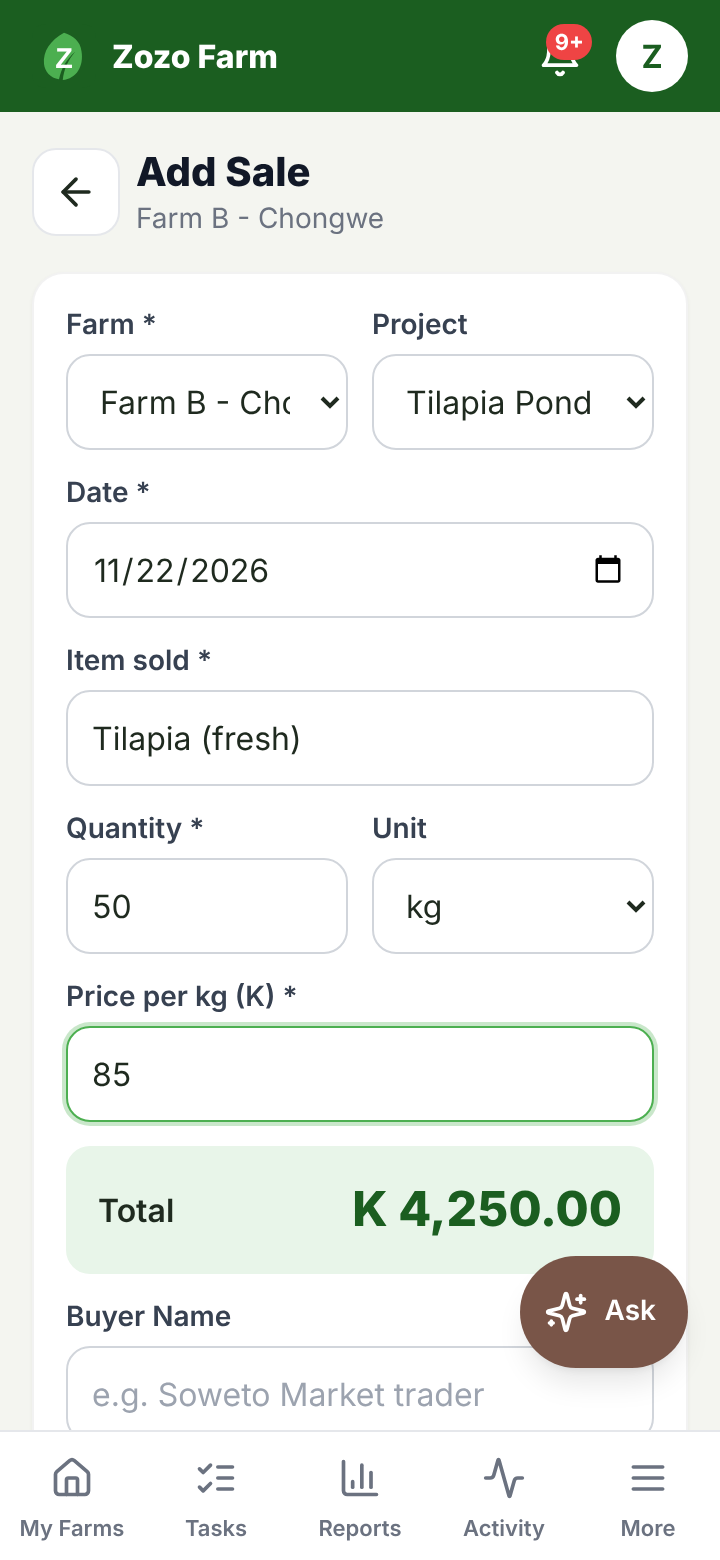 Z Zozo Farm 9+ Z
Add Sale
Farm B - Chongwe
Farm * Project
Farm B - Cho Tilapia Pond
Date *
11/22/2026
Item sold *
Tilapia (fresh)
Quantity * Unit
50 kg
Price per kg (K) *
85
Total K 4,250.00
Ask
Buyer Name
e.g. Soweto Market trader
My Farms Tasks Reports Activity More